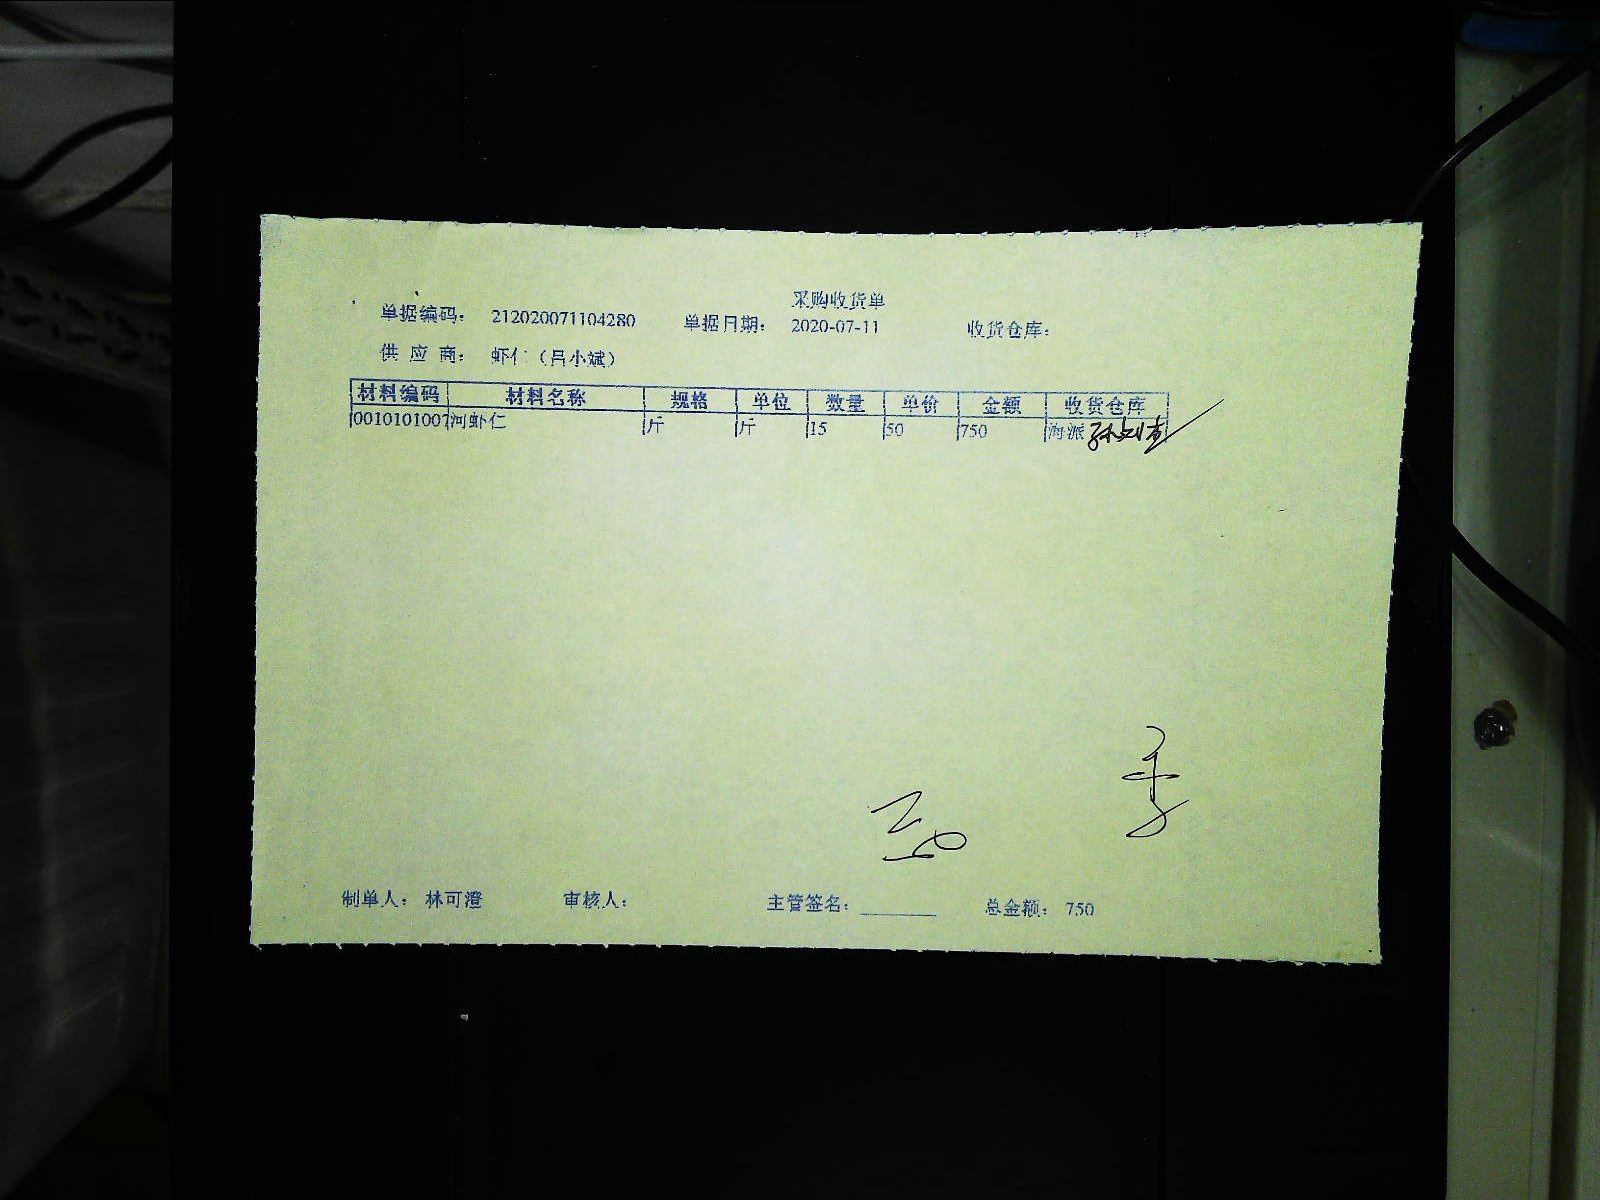 采购收货单
单据编码: 212020071104280 单据日期: 2020-07-11 收货仓库:
供 应 商: 虾仁（吕小斌）
材料编码 材料名称 规格 单位 数量 单价 金额 收货仓库
0010101007 河虾仁 斤 斤 15 50 750 海派
制单人: 林可澄 审核人: 主管签名: ________ 总金额: 750